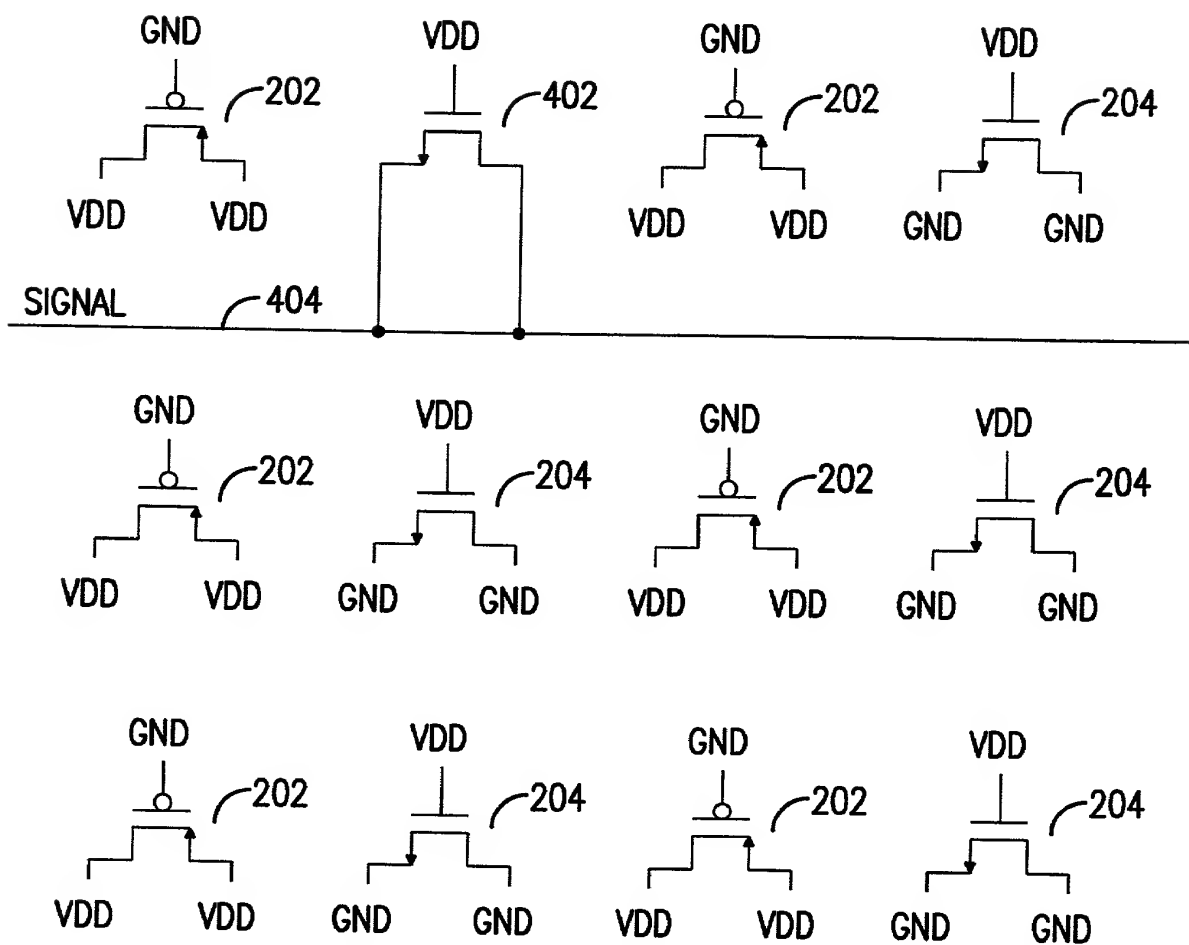 GND VDD GND VDD
202 402 202 204
VDD VDD VDD VDD GND GND
SIGNAL 404
GND VDD GND VDD
202 204 202 204
VDD VDD GND GND VDD VDD GND GND
GND VDD GND VDD
202 204 202 204
VDD VDD GND GND VDD VDD GND GND